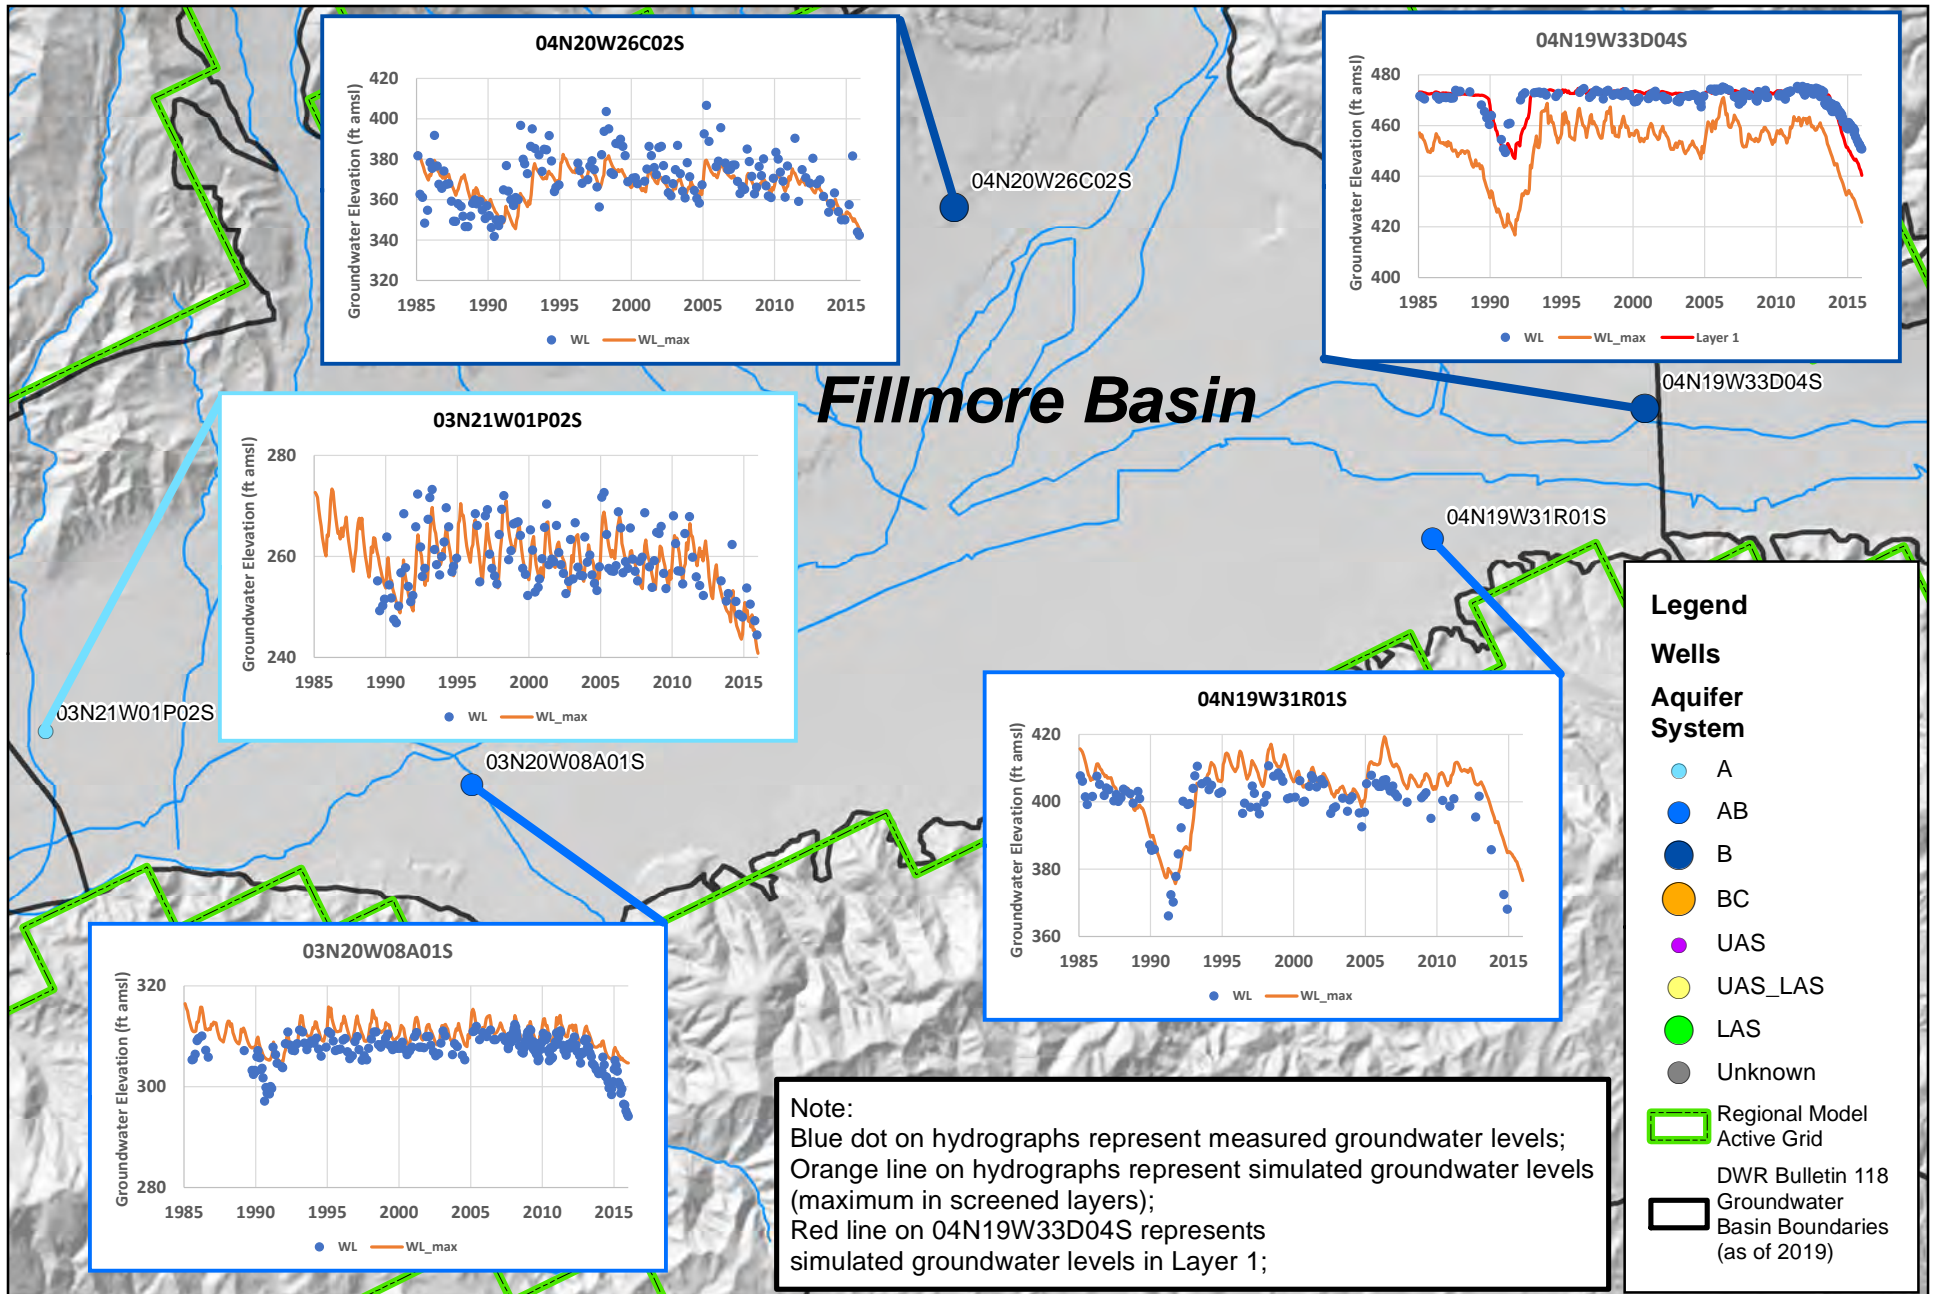 04N20W26C02S
Groundwater Elevation (ft amsl)
420
400
380
360
340
320
1985 1990 1995 2000 2005 2010 2015
WL WL_max
04N19W33D04S
Groundwater Elevation (ft amsl)
480
460
440
420
400
1985 1990 1995 2000 2005 2010 2015
WL WL_max Layer 1
04N20W26C02S
Fillmore Basin
04N19W33D04S
03N21W01P02S
Groundwater Elevation (ft amsl)
280
260
240
1985 1990 1995 2000 2005 2010 2015
WL WL_max
04N19W31R01S
03N21W01P02S
03N20W08A01S
04N19W31R01S
Groundwater Elevation (ft amsl)
420
400
380
360
1985 1990 1995 2000 2005 2010 2015
WL WL_max
03N20W08A01S
Groundwater Elevation (ft amsl)
320
300
280
1985 1990 1995 2000 2005 2010 2015
WL WL_max
Note:
Blue dot on hydrographs represent measured groundwater levels;
Orange line on hydrographs represent simulated groundwater levels
(maximum in screened layers);
Red line on 04N19W33D04S represents
simulated groundwater levels in Layer 1;
Legend
Wells
Aquifer
System
A
AB
B
BC
UAS
UAS_LAS
LAS
Unknown
Regional Model
Active Grid
DWR Bulletin 118
Groundwater
Basin Boundaries
(as of 2019)